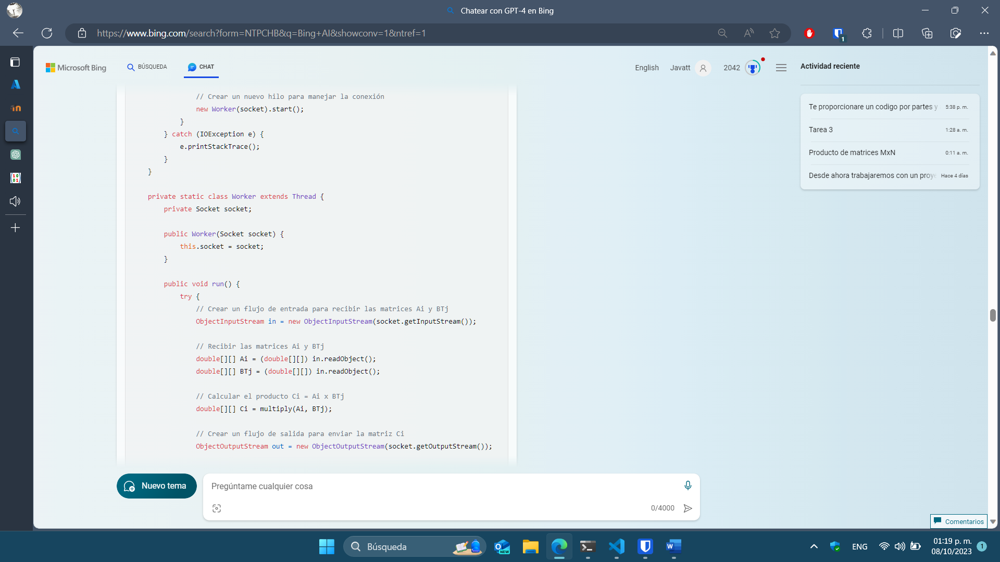 Chatear con GPT-4 en Bing
https://www.bing.com/search?form=NTPCHB&q=Bing+AI&showconv=1&ntref=1
1
Microsoft Bing
BÚSQUEDA
CHAT
English
Javatt
2042
Actividad reciente
Te proporcionare un codigo por partes y 5:38 p. m.
Tarea 3 1:28 a. m.
Producto de matrices MxN 0:11 a. m.
Desde ahora trabajaremos con un proye Hace 4 días
// Crear un nuevo hilo para manejar la conexión
new Worker(socket).start();
}
} catch (IOException e) {
e.printStackTrace();
}
}
private static class Worker extends Thread {
private Socket socket;
public Worker(Socket socket) {
this.socket = socket;
}
public void run() {
try {
// Crear un flujo de entrada para recibir las matrices Ai y BTj
ObjectInputStream in = new ObjectInputStream(socket.getInputStream());
// Recibir las matrices Ai y BTj
double[][] Ai = (double[][]) in.readObject();
double[][] BTj = (double[][]) in.readObject();
// Calcular el producto Ci = Ai x BTj
double[][] Ci = multiply(Ai, BTj);
// Crear un flujo de salida para enviar la matriz Ci
ObjectOutputStream out = new ObjectOutputStream(socket.getOutputStream());
Nuevo tema
Pregúntame cualquier cosa
0/4000
Comentarios
Búsqueda
NEW
ENG
01:19 p. m.
08/10/2023
1